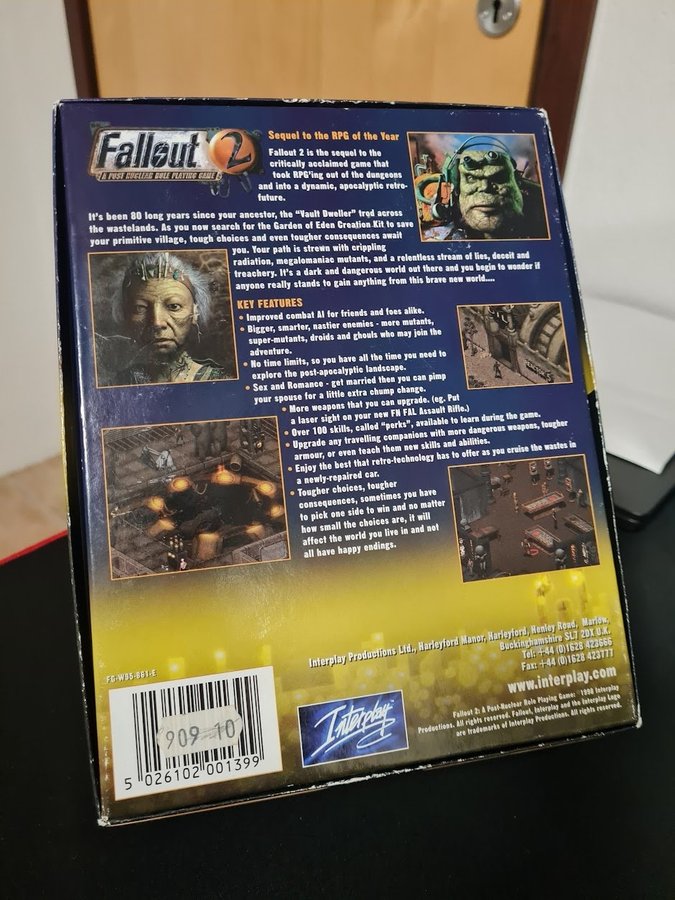 Fallout 2
A POST NUCLEAR ROLE PLAYING GAME
Sequel to the RPG of the Year
Fallout 2 is the sequel to the
critically acclaimed game that
took RPG'ing out of the dungeons
and into a dynamic, apocalyptic retro-
future.
It's been 80 long years since your ancestor, the "Vault Dweller" trod across
the wastelands. As you now search for the Garden of Eden Creation Kit to save
your primitive village, tough choices and even tougher consequences await
you. Your path is strewn with crippling
radiation, megalomaniac mutants, and a relentless stream of lies, deceit and
treachery. It's a dark and dangerous world out there and you begin to wonder if
anyone really stands to gain anything from this brave new world....
KEY FEATURES
• Improved combat AI for friends and foes alike.
• Bigger, smarter, nastier enemies - more mutants,
super-mutants, droids and ghouls who may join the
adventure.
• No time limits, so you have all the time you need to
explore the post-apocalyptic landscape.
• Sex and Romance - get married then you can pimp
your spouse for a little extra chump change.
• More weapons that you can upgrade. (eg. Put
a laser sight on your new FN FAL Assault Rifle.)
• Over 100 skills, called "perks", available to learn during the game.
• Upgrade any travelling companions with more dangerous weapons, tougher
armour, or even teach them new skills and abilities.
• Enjoy the best that retro-technology has to offer as you cruise the wastes in
a newly-repaired car.
• Tougher choices, tougher
consequences, sometimes you have
to pick one side to win and no matter
how small the choices are, it will
affect the world you live in and not
all have happy endings.
Interplay Productions Ltd., Harleyford Manor, Harleyford, Henley Road, Marlow,
Buckinghamshire SL7 2DX U.K.
Tel: +44 (0)1628 423666
Fax: +44 (0)1628 423777
www.interplay.com
Fallout 2: A Post-Nuclear Role Playing Game: 1998 Interplay
Productions. All rights reserved. Fallout, Interplay and the Interplay Logo
are trademarks of Interplay Productions. All rights reserved.
FG-W95-881-E
909-10
5 026102 001399
Interplay